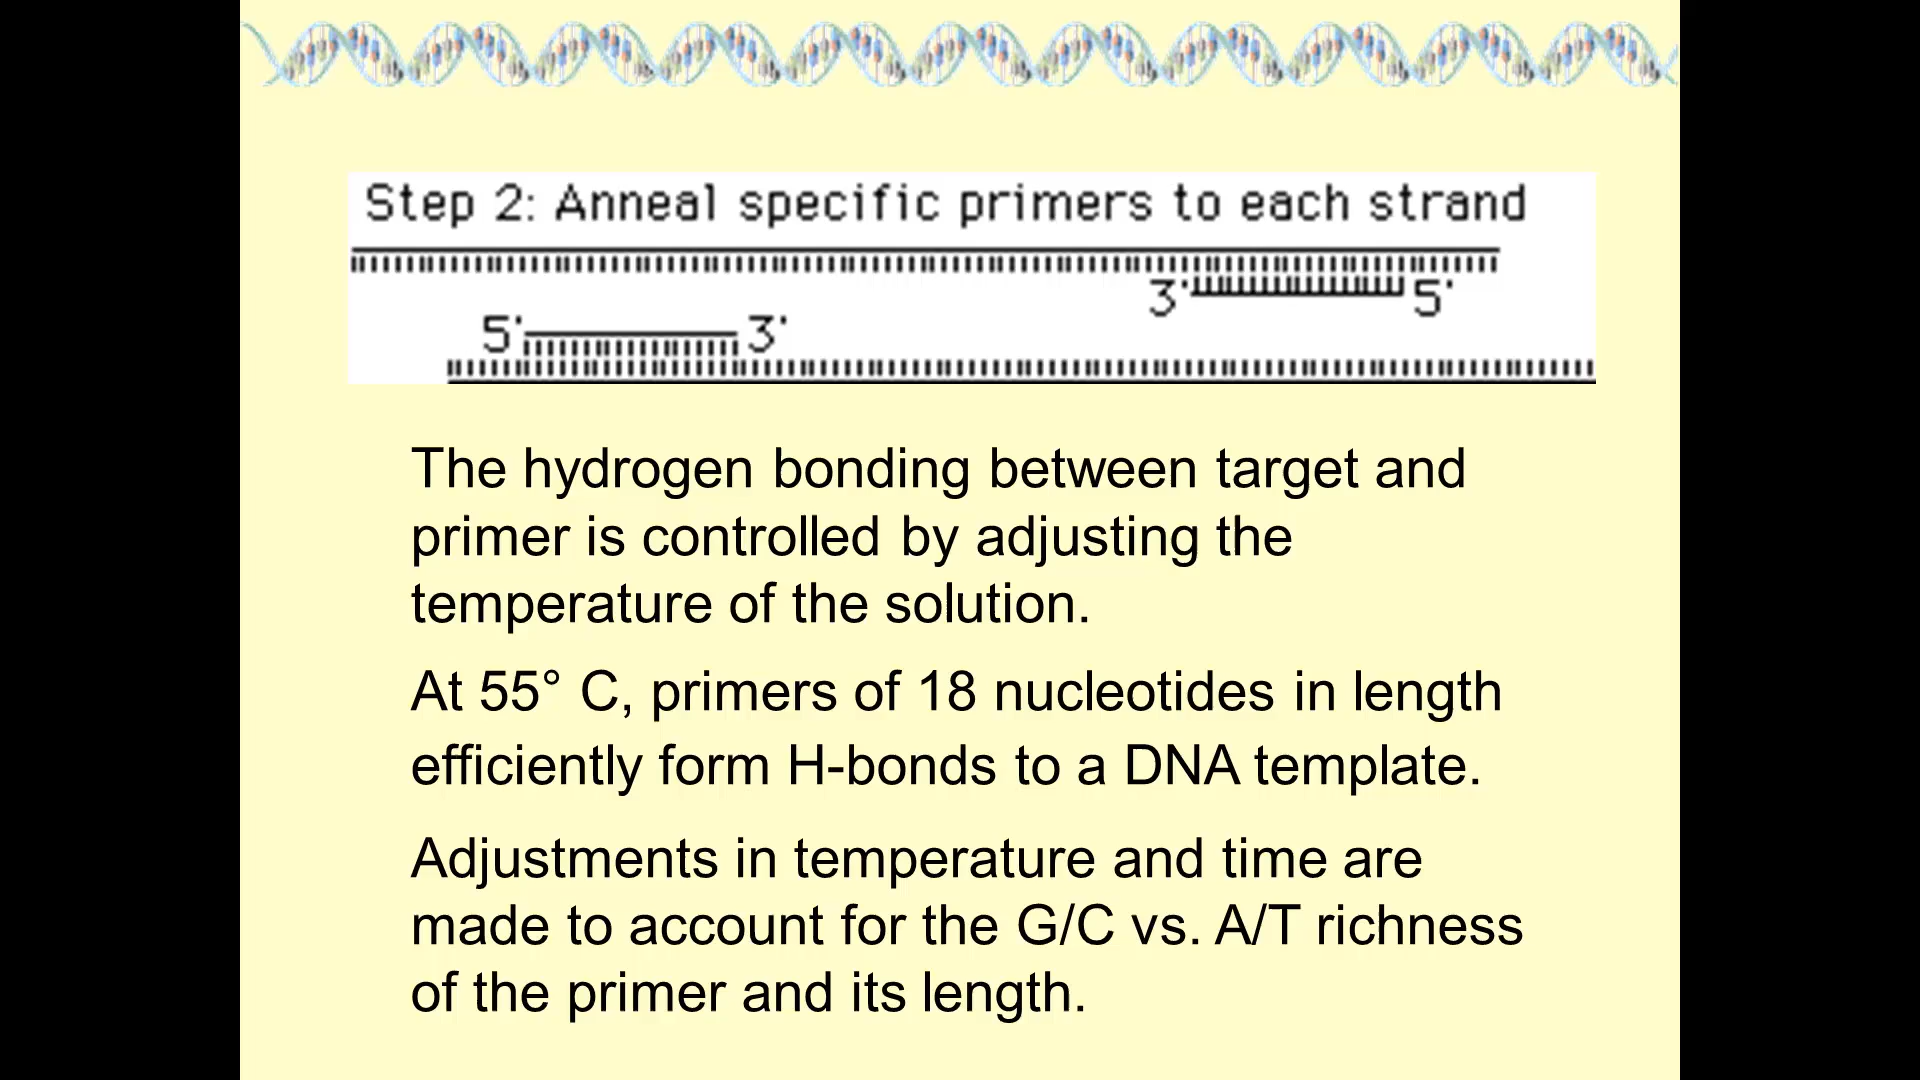 Step 2: Anneal specific primers to each strand
3' 5'
5' 3'
The hydrogen bonding between target and
primer is controlled by adjusting the
temperature of the solution.
At 55° C, primers of 18 nucleotides in length
efficiently form H-bonds to a DNA template.
Adjustments in temperature and time are
made to account for the G/C vs. A/T richness
of the primer and its length.